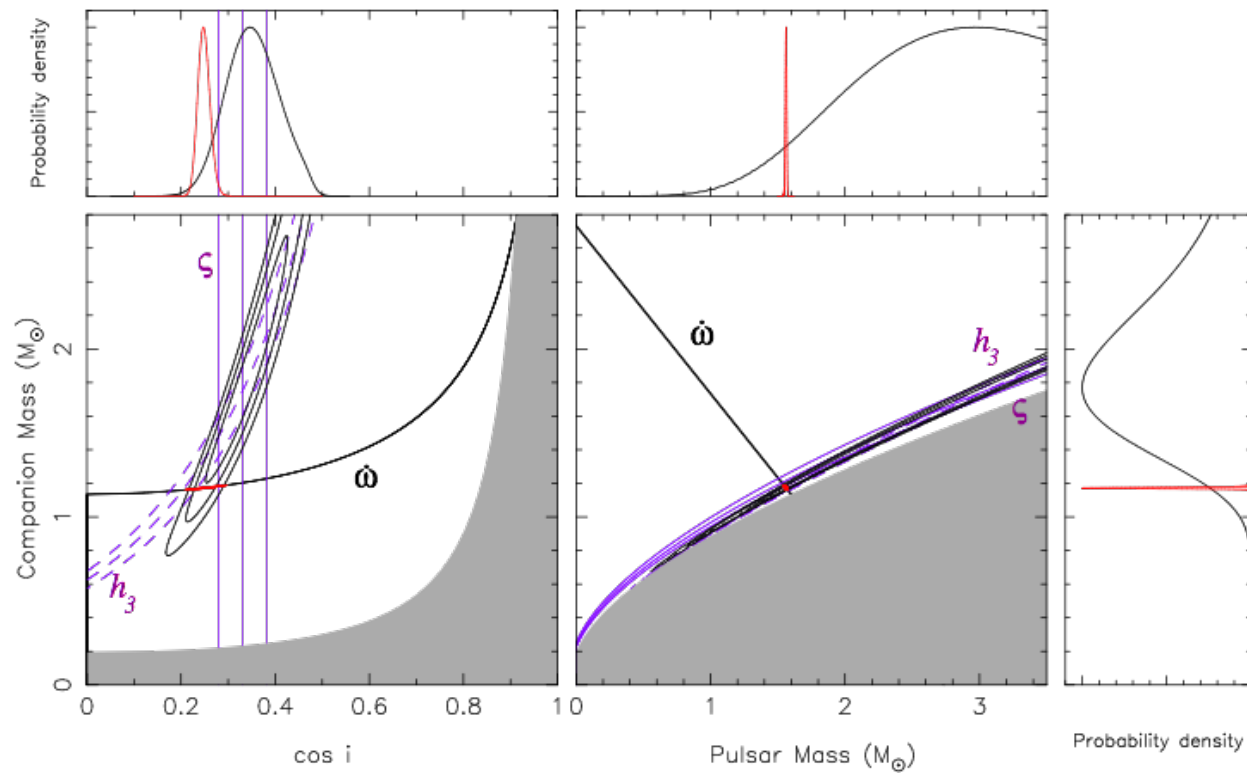 Probability density
ς
ω̇
h₃
Companion Mass (M☉)
2
1
0
0 0.2 0.4 0.6 0.8 1
cos i
ω̇
h₃
ς
0 1 2 3
Pulsar Mass (M☉)
Probability density